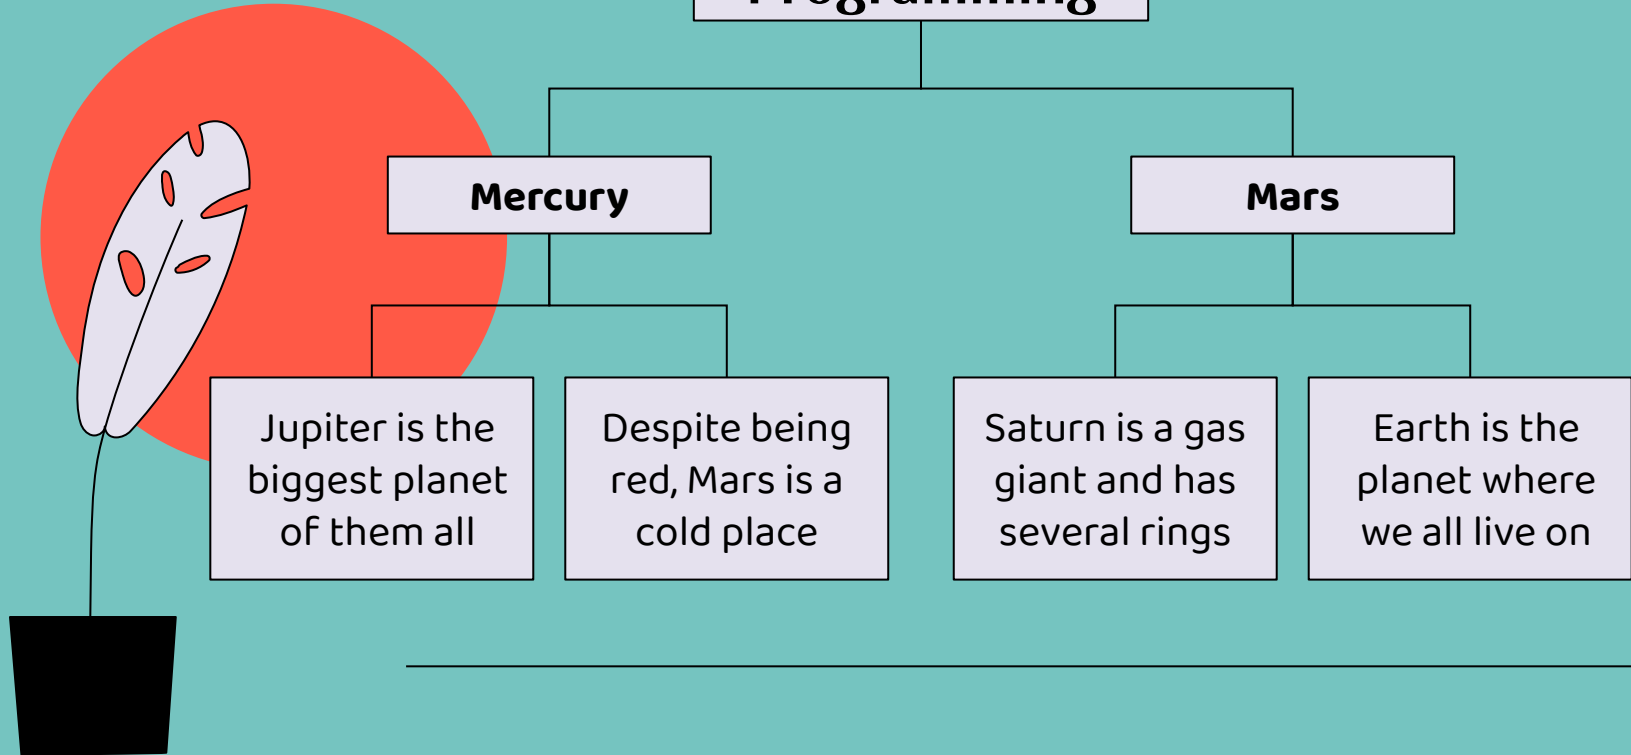 Programming
Mercury
Mars
Jupiter is the
biggest planet
of them all
Despite being
red, Mars is a
cold place
Saturn is a gas
giant and has
several rings
Earth is the
planet where
we all live on